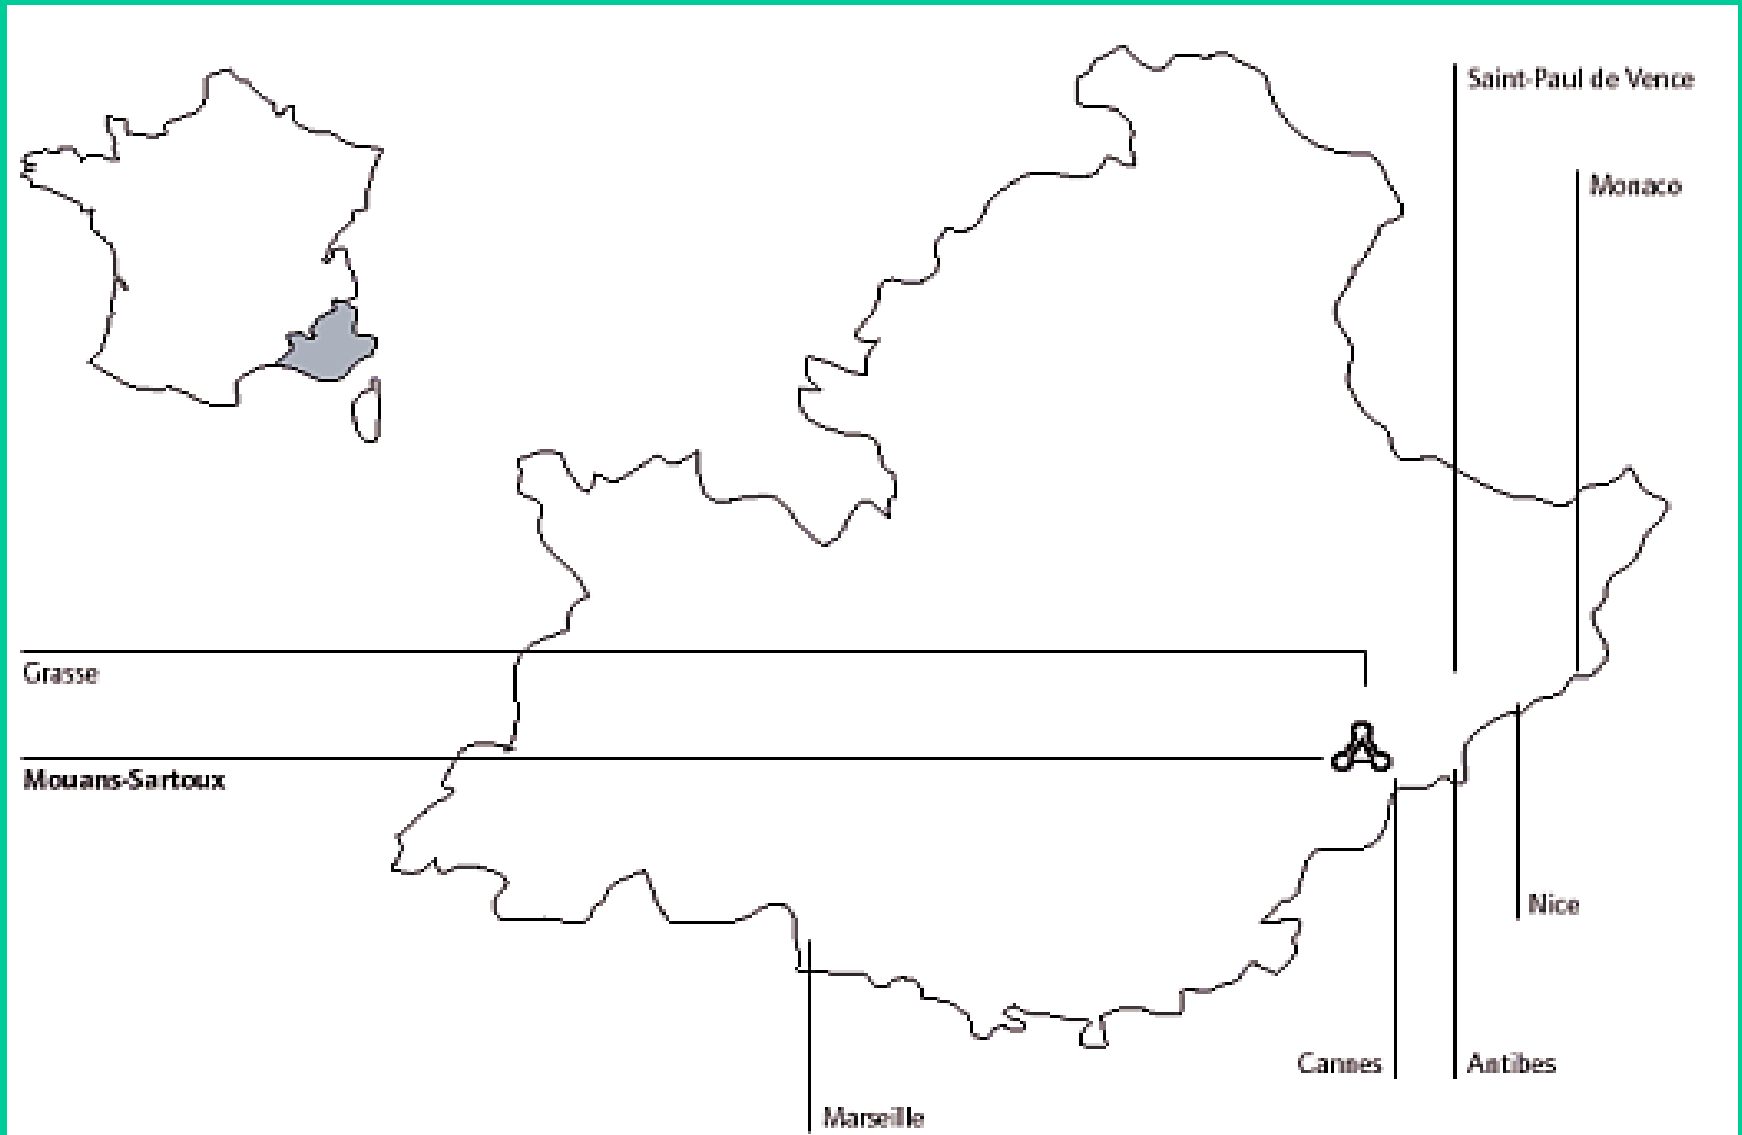 Saint-Paul de Vence
Monaco
Grasse
Mouans-Sartoux
Nice
Cannes
Antibes
Marseille